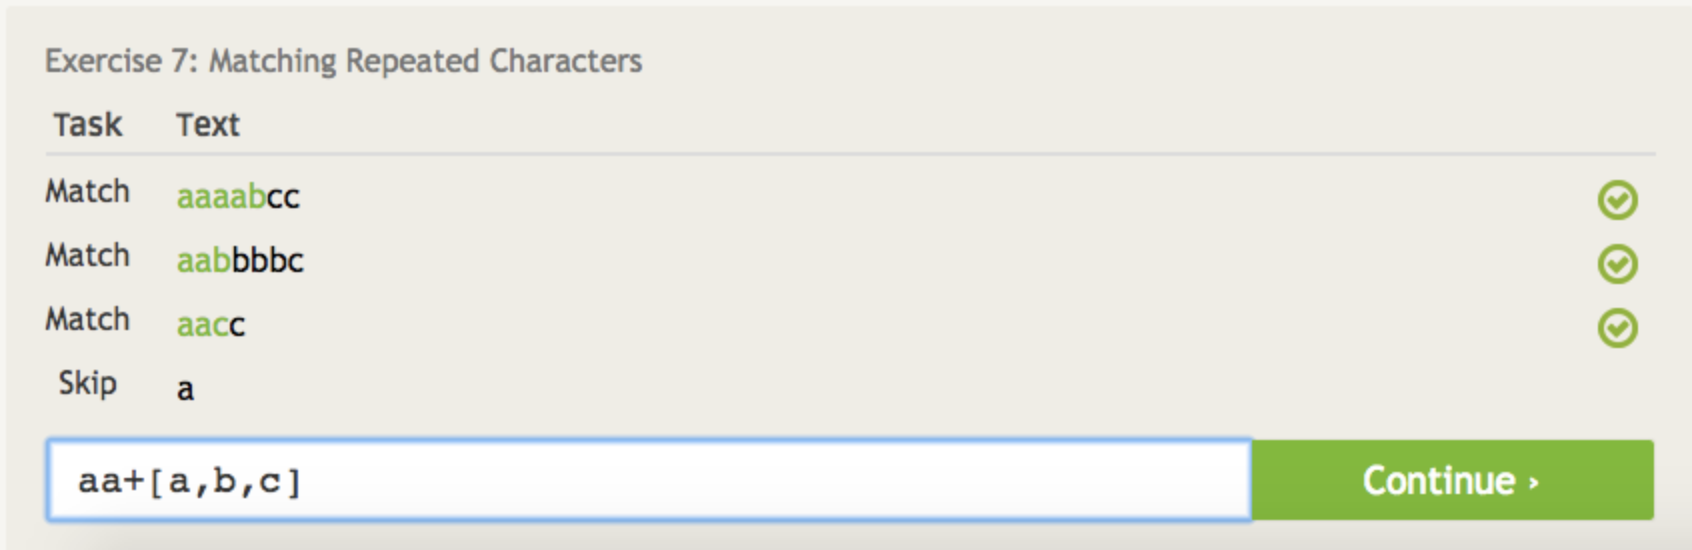 Exercise 7: Matching Repeated Characters
Task Text
Match aaaabcc
Match aabbbbc
Match aacc
Skip a
aa+[a,b,c] Continue ›